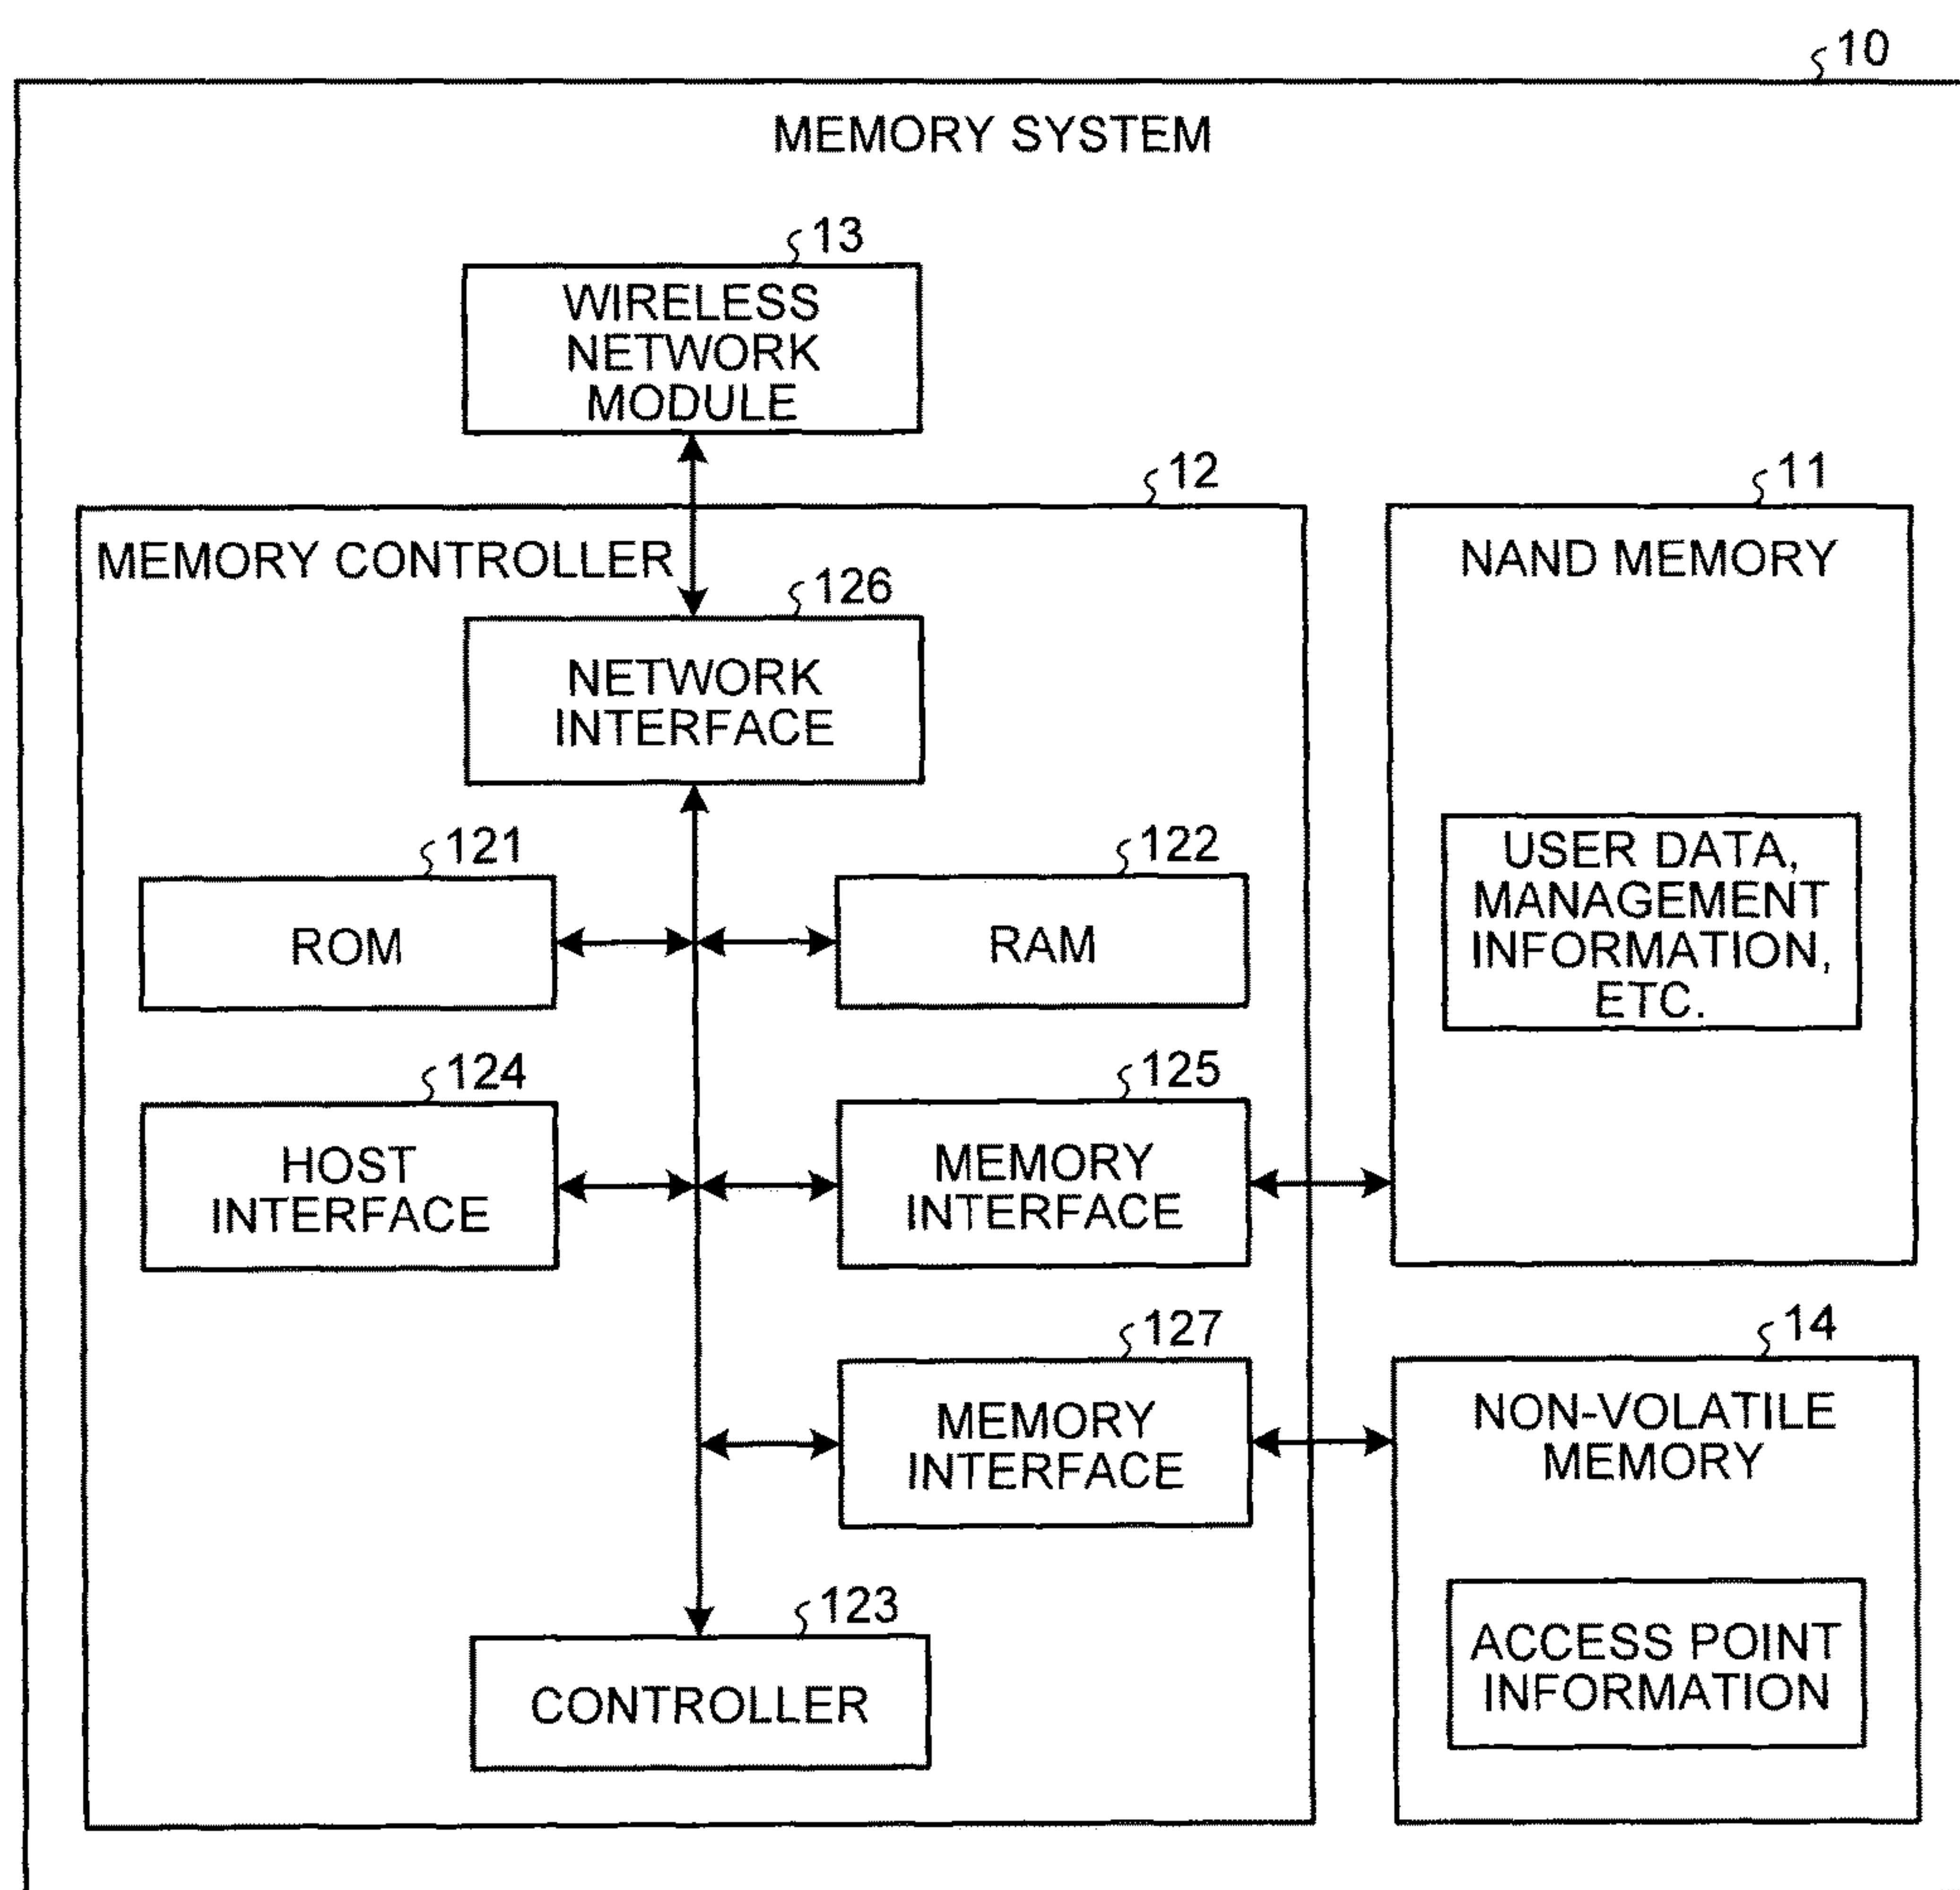 10
MEMORY SYSTEM
13
WIRELESS
NETWORK
MODULE
12
MEMORY CONTROLLER
126
NETWORK
INTERFACE
121
ROM
122
RAM
124
HOST
INTERFACE
125
MEMORY
INTERFACE
127
MEMORY
INTERFACE
123
CONTROLLER
11
NAND MEMORY
USER DATA,
MANAGEMENT
INFORMATION,
ETC.
14
NON-VOLATILE
MEMORY
ACCESS POINT
INFORMATION